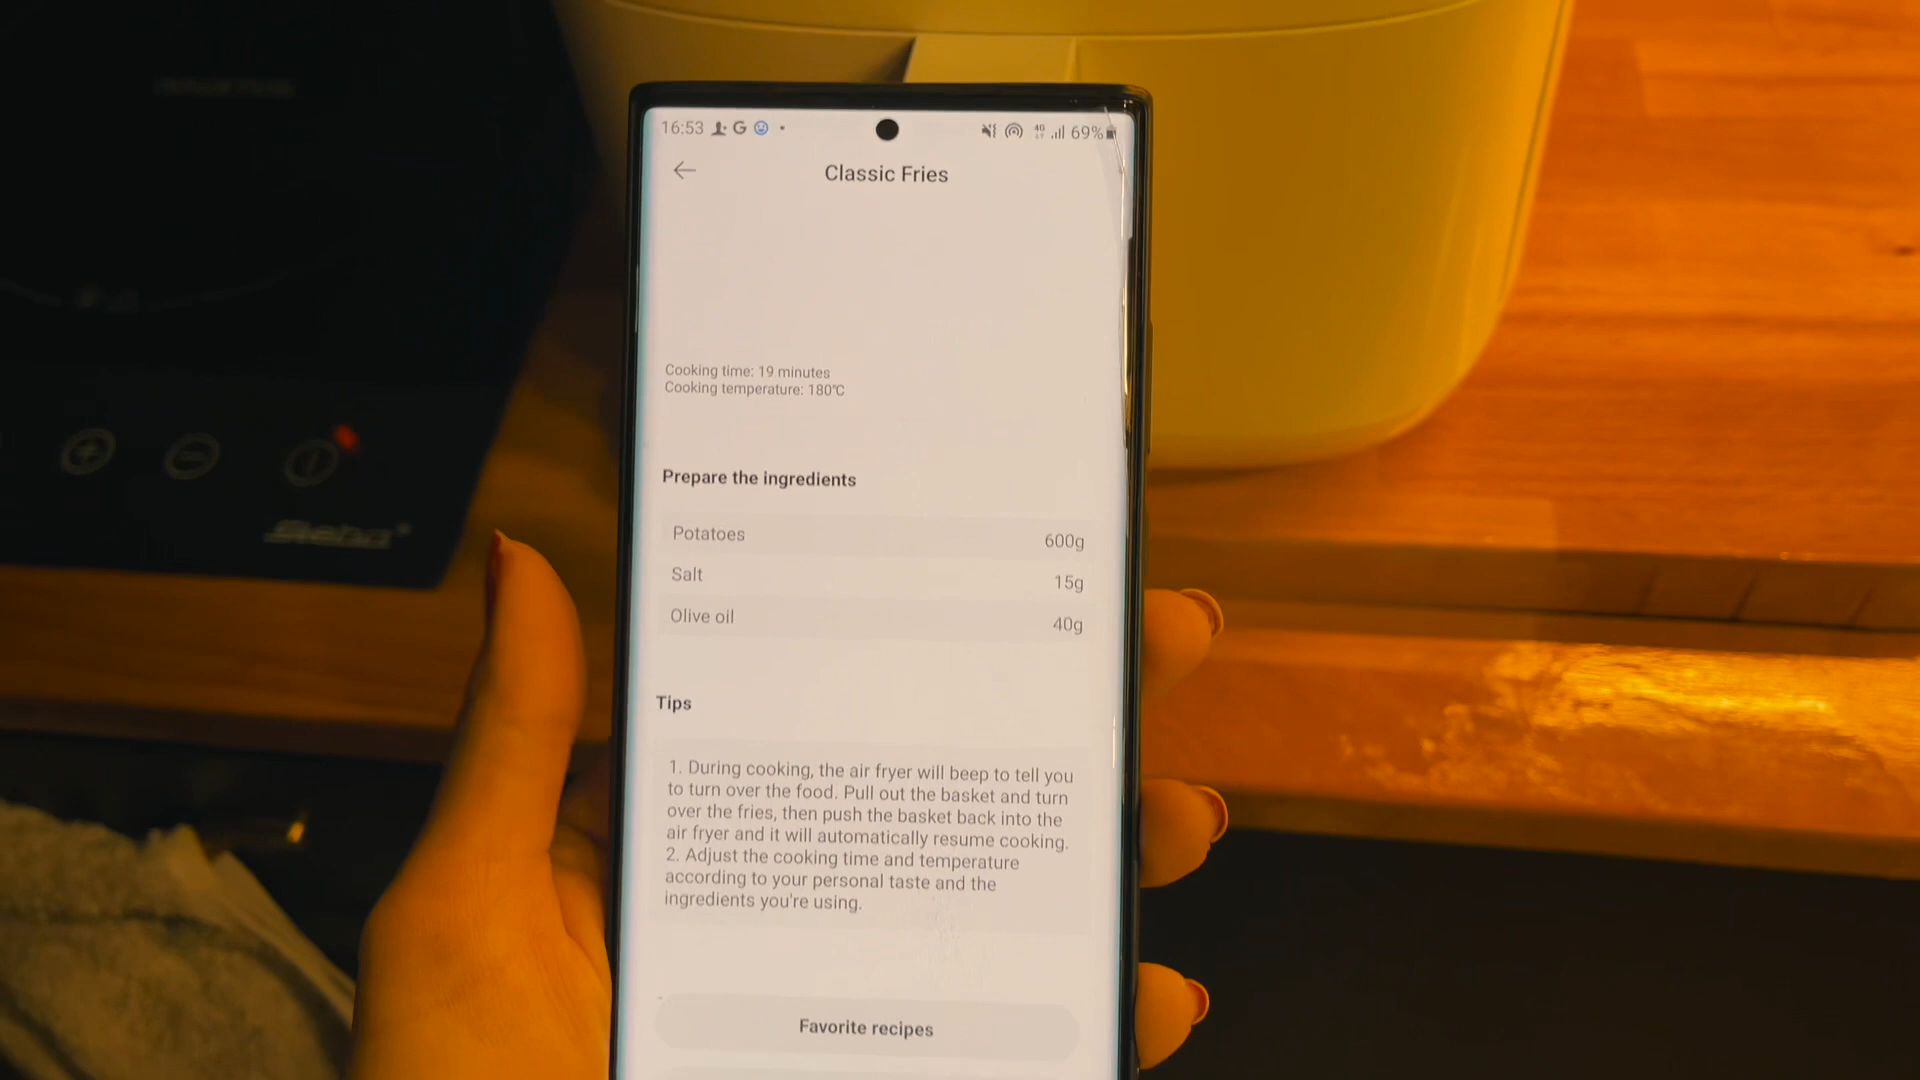 16:53 G 4G 69%
Classic Fries
Cooking time: 19 minutes
Cooking temperature: 180℃
Prepare the ingredients
Potatoes 600g
Salt 15g
Olive oil 40g
Tips
1. During cooking, the air fryer will beep to tell you
to turn over the food. Pull out the basket and turn
over the fries, then push the basket back into the
air fryer and it will automatically resume cooking.
2. Adjust the cooking time and temperature
according to your personal taste and the
ingredients you're using.
Favorite recipes